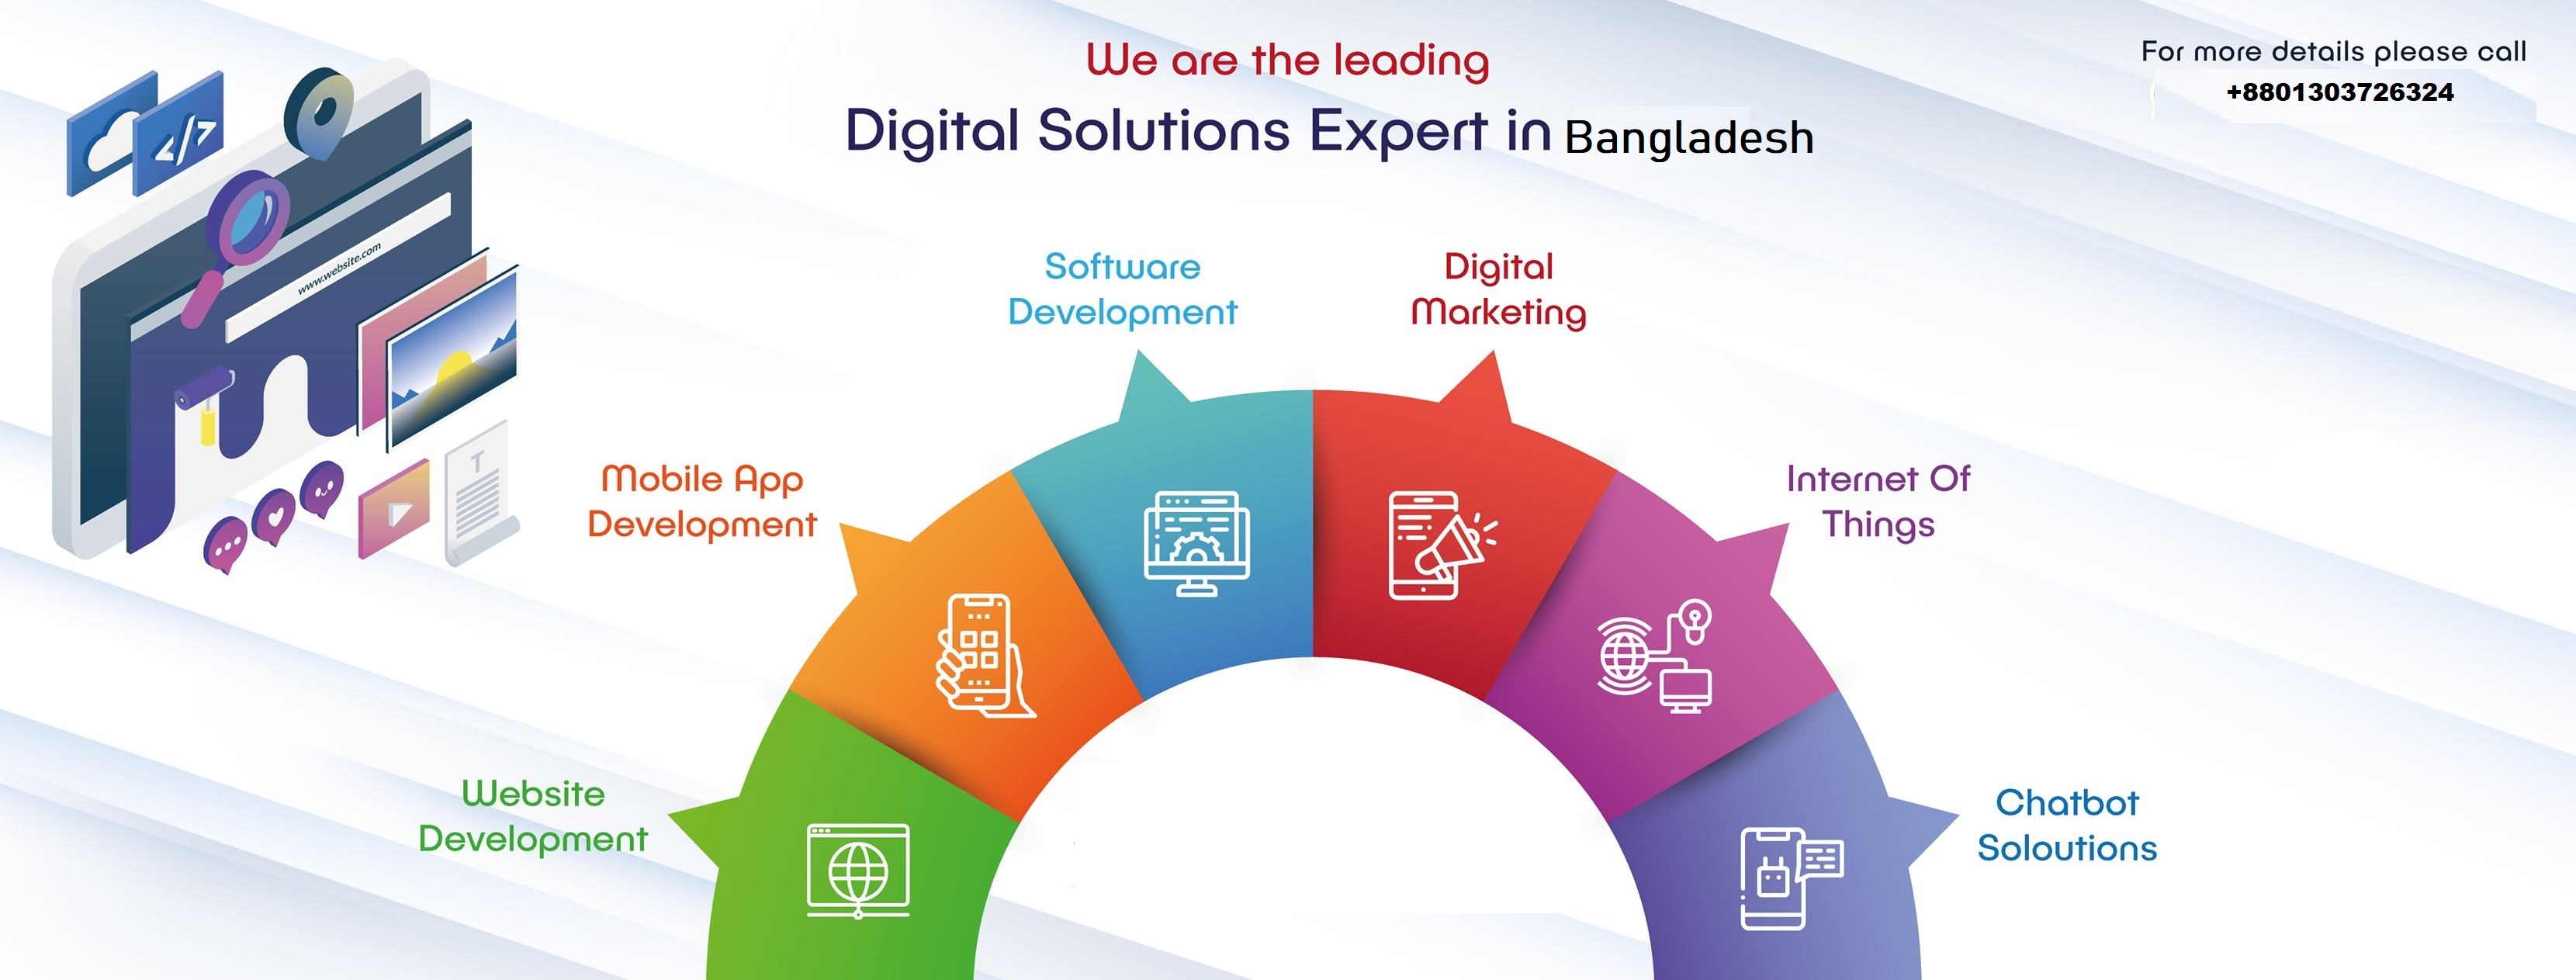 We are the leading
Digital Solutions Expert in Bangladesh
For more details please call
+8801303726324
www.website.com
T
Software
Development
Digital
Marketing
Mobile App
Development
Internet Of
Things
Website
Development
Chatbot
Soloutions